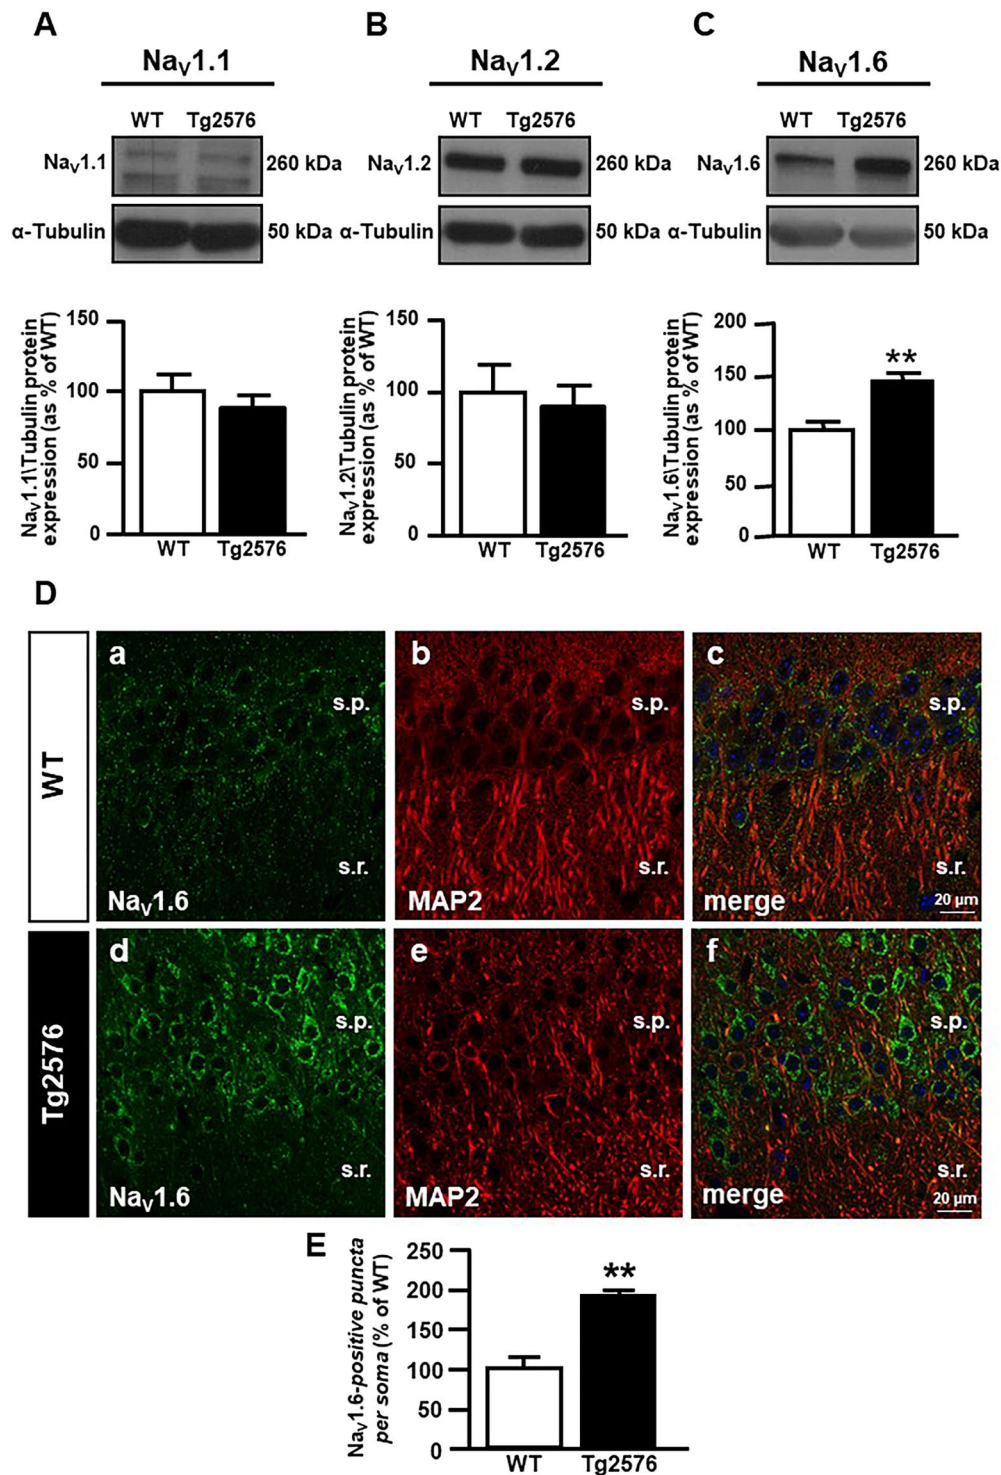 A
B
C
NaV1.1
NaV1.2
NaV1.6
WT Tg2576
WT Tg2576
WT Tg2576
NaV1.1
260 kDa
NaV1.2
260 kDa
NaV1.6
260 kDa
α-Tubulin
50 kDa
α-Tubulin
50 kDa
α-Tubulin
50 kDa
NaV1.1\Tubulin protein
expression (as % of WT)
150
100
50
0
WT Tg2576
NaV1.2\Tubulin protein
expression (as % of WT)
150
100
50
0
WT Tg2576
NaV1.6\Tubulin protein
expression (as % of WT)
200
150
100
50
0
**
WT Tg2576
D
WT
a
s.p.
s.r.
NaV1.6
b
MAP2
c
s.p.
s.r.
merge
20 µm
Tg2576
d
s.p.
s.r.
NaV1.6
e
MAP2
f
s.p.
s.r.
merge
20 µm
E
NaV1.6-positive puncta
per soma (% of WT)
250
200
150
100
50
0
**
WT Tg2576